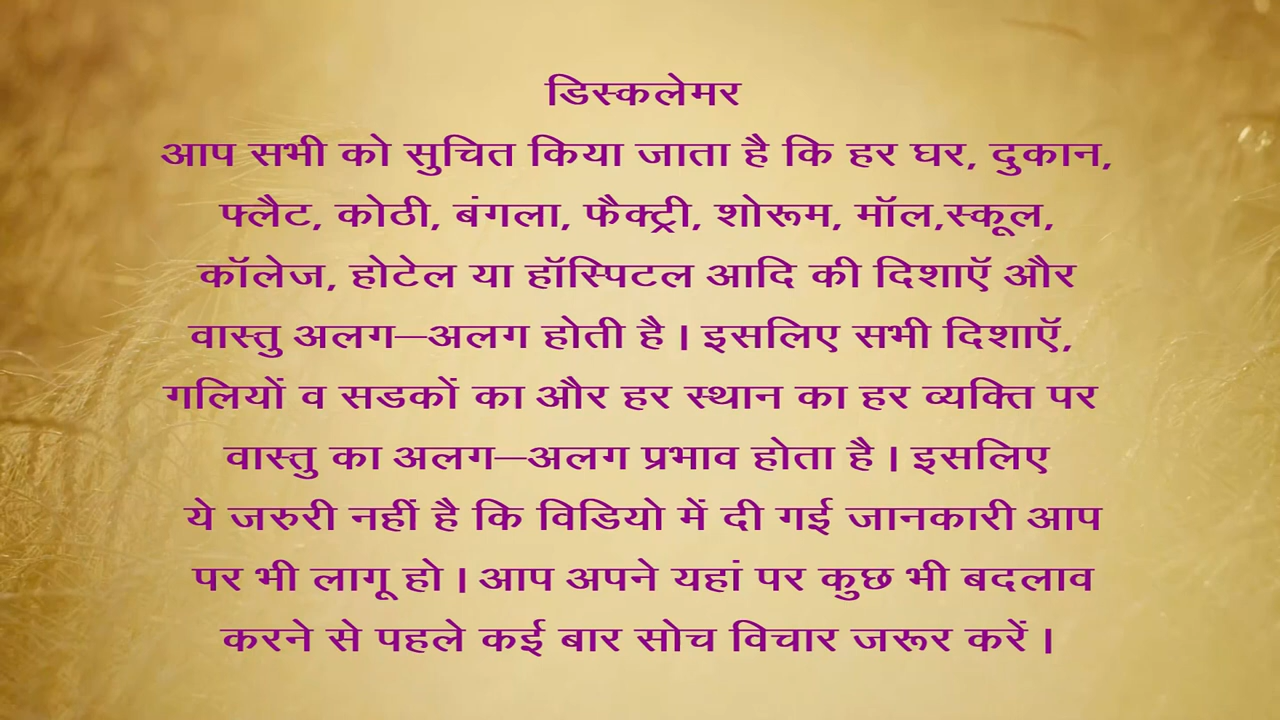 डिस्कलेमर
आप सभी को सुचित किया जाता है कि हर घर, दुकान,
फ्लैट, कोठी, बंगला, फैक्ट्री, शोरूम, मॉल,स्कूल,
कॉलेज, होटेल या हॉस्पिटल आदि की दिशाऍ और
वास्तु अलग–अलग होती है । इसलिए सभी दिशाऍ,
गलियों व सडकों का और हर स्थान का हर व्यक्ति पर
वास्तु का अलग–अलग प्रभाव होता है । इसलिए
ये जरुरी नहीं है कि विडियो में दी गई जानकारी आप
पर भी लागू हो । आप अपने यहां पर कुछ भी बदलाव
करने से पहले कई बार सोच विचार जरूर करें ।